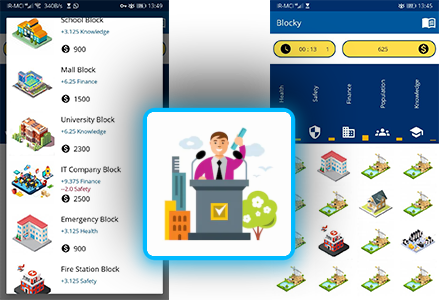 IR-MCI 340B/s 13:49
School Block
+3.125 Knowledge
900
Mall Block
+6.25 Finance
1500
University Block
+6.25 Knowledge
2300
IT Company Block
+9.375 Finance
-2.0 Safety
2500
Emergency Block
+3.125 Health
900
Fire Station Block
+3.125 Safety
IR-MCI 13:45
Blocky
00 : 13 1
625
Health
Safety
Finance
Population
Knowledge